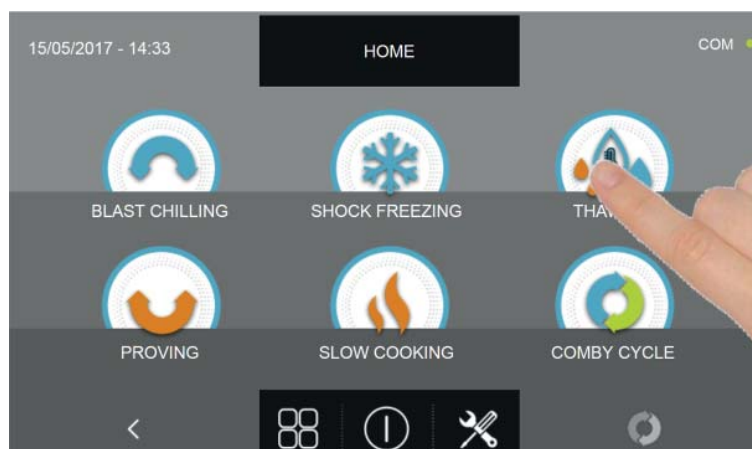 15/05/2017 - 14:33
HOME
COM
BLAST CHILLING
SHOCK FREEZING
PROVING
SLOW COOKING
COMBY CYCLE